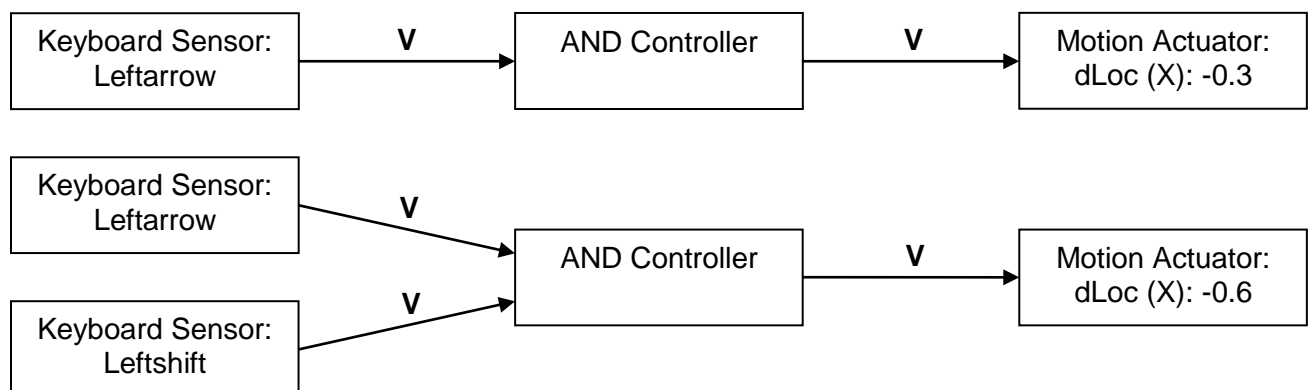 Keyboard Sensor:
Leftarrow
V
AND Controller
V
Motion Actuator:
dLoc (X): -0.3
Keyboard Sensor:
Leftarrow
V
Keyboard Sensor:
Leftshift
V
AND Controller
V
Motion Actuator:
dLoc (X): -0.6